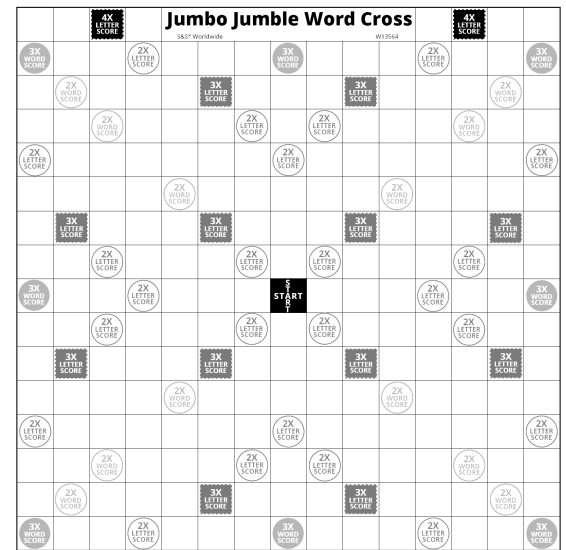 4X Jumbo Jumble Word Cross 4X
LETTER LETTER
SCORE S&S® Worldwide W13564 SCORE
3X 2X 3X 2X 3X
WORD LETTER WORD LETTER WORD
SCORE SCORE SCORE SCORE SCORE
2X 3X 3X 2X
WORD LETTER LETTER WORD
SCORE SCORE SCORE SCORE
2X 2X 2X 2X
WORD LETTER LETTER WORD
SCORE SCORE SCORE SCORE
2X 2X 2X
LETTER LETTER LETTER
SCORE SCORE SCORE
2X 2X
WORD WORD
SCORE SCORE
3X 3X 3X 3X
LETTER LETTER LETTER LETTER
SCORE SCORE SCORE SCORE
2X 2X 2X 2X
LETTER LETTER LETTER LETTER
SCORE SCORE SCORE SCORE
3X 2X START 2X 3X
WORD LETTER START LETTER WORD
SCORE SCORE SCORE SCORE
2X 2X 2X 2X
LETTER LETTER LETTER LETTER
SCORE SCORE SCORE SCORE
3X 3X 3X 3X
LETTER LETTER LETTER LETTER
SCORE SCORE SCORE SCORE
2X 2X
WORD WORD
SCORE SCORE
2X 2X 2X
LETTER LETTER LETTER
SCORE SCORE SCORE
2X 2X 2X 2X
WORD LETTER LETTER WORD
SCORE SCORE SCORE SCORE
2X 3X 3X 2X
WORD LETTER LETTER WORD
SCORE SCORE SCORE SCORE
3X 2X 3X 2X 3X
WORD LETTER WORD LETTER WORD
SCORE SCORE SCORE SCORE SCORE